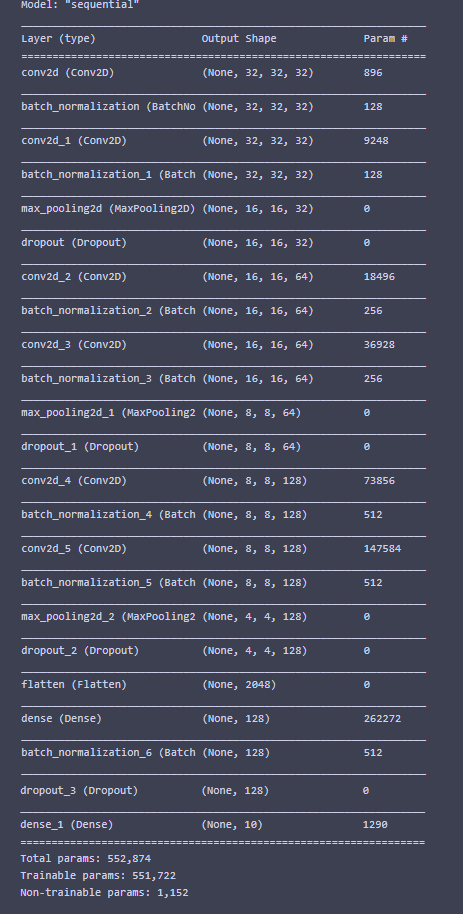 Model: "sequential"
_________________________________________________________________
Layer (type)                 Output Shape              Param #
=================================================================
conv2d (Conv2D)              (None, 32, 32, 32)        896
_________________________________________________________________
batch_normalization (BatchNo (None, 32, 32, 32)        128
_________________________________________________________________
conv2d_1 (Conv2D)            (None, 32, 32, 32)        9248
_________________________________________________________________
batch_normalization_1 (Batch (None, 32, 32, 32)        128
_________________________________________________________________
max_pooling2d (MaxPooling2D) (None, 16, 16, 32)        0
_________________________________________________________________
dropout (Dropout)            (None, 16, 16, 32)        0
_________________________________________________________________
conv2d_2 (Conv2D)            (None, 16, 16, 64)        18496
_________________________________________________________________
batch_normalization_2 (Batch (None, 16, 16, 64)        256
_________________________________________________________________
conv2d_3 (Conv2D)            (None, 16, 16, 64)        36928
_________________________________________________________________
batch_normalization_3 (Batch (None, 16, 16, 64)        256
_________________________________________________________________
max_pooling2d_1 (MaxPooling2 (None, 8, 8, 64)          0
_________________________________________________________________
dropout_1 (Dropout)          (None, 8, 8, 64)          0
_________________________________________________________________
conv2d_4 (Conv2D)            (None, 8, 8, 128)         73856
_________________________________________________________________
batch_normalization_4 (Batch (None, 8, 8, 128)         512
_________________________________________________________________
conv2d_5 (Conv2D)            (None, 8, 8, 128)         147584
_________________________________________________________________
batch_normalization_5 (Batch (None, 8, 8, 128)         512
_________________________________________________________________
max_pooling2d_2 (MaxPooling2 (None, 4, 4, 128)         0
_________________________________________________________________
dropout_2 (Dropout)          (None, 4, 4, 128)         0
_________________________________________________________________
flatten (Flatten)            (None, 2048)              0
_________________________________________________________________
dense (Dense)                (None, 128)               262272
_________________________________________________________________
batch_normalization_6 (Batch (None, 128)               512
_________________________________________________________________
dropout_3 (Dropout)          (None, 128)               0
_________________________________________________________________
dense_1 (Dense)              (None, 10)                1290
=================================================================
Total params: 552,874
Trainable params: 551,722
Non-trainable params: 1,152